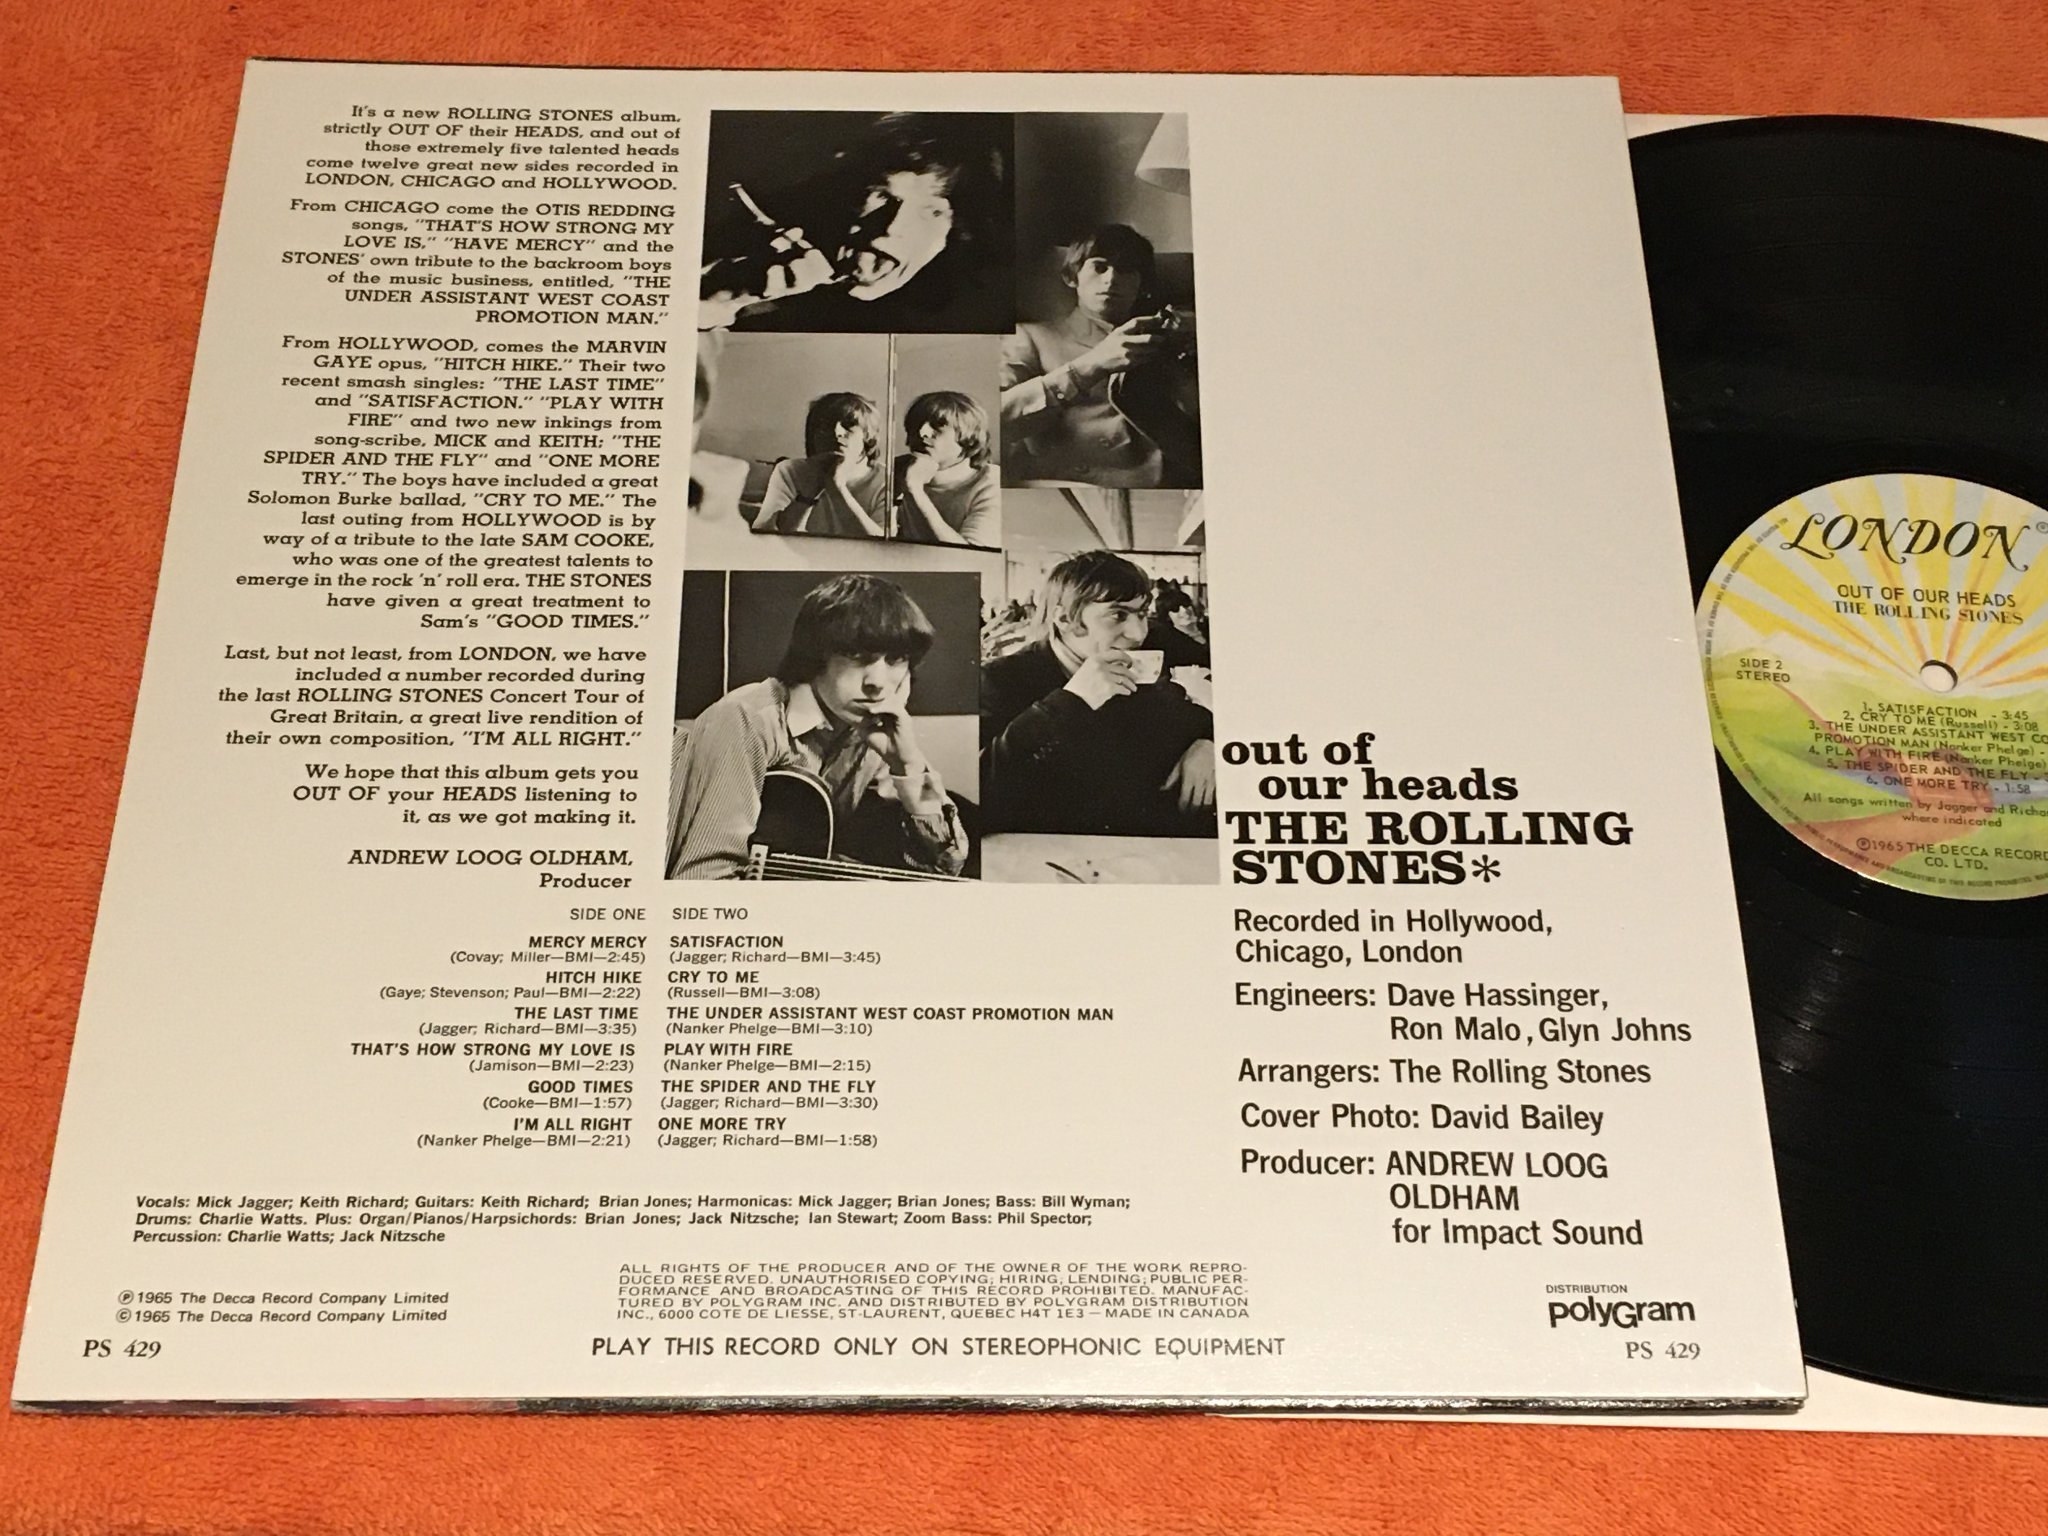 It's a new ROLLING STONES album,
strictly OUT OF their HEADS, and out of
those extremely five talented heads
come twelve great new sides recorded in
LONDON, CHICAGO and HOLLYWOOD.
From CHICAGO come the OTIS REDDING
songs, "THAT'S HOW STRONG MY
LOVE IS," "HAVE MERCY" and the
STONES' own tribute to the backroom boys
of the music business, entitled, "THE
UNDER ASSISTANT WEST COAST
PROMOTION MAN."
From HOLLYWOOD, comes the MARVIN
GAYE opus, "HITCH HIKE." Their two
recent smash singles: "THE LAST TIME"
and "SATISFACTION." "PLAY WITH
FIRE" and two new inkings from
song-scribe, MICK and KEITH; "THE
SPIDER AND THE FLY" and "ONE MORE
TRY." The boys have included a great
Solomon Burke ballad, "CRY TO ME." The
last outing from HOLLYWOOD is by
way of a tribute to the late SAM COOKE,
who was one of the greatest talents to
emerge in the rock 'n' roll era. THE STONES
have given a great treatment to
Sam's "GOOD TIMES."
Last, but not least, from LONDON, we have
included a number recorded during
the last ROLLING STONES Concert Tour of
Great Britain, a great live rendition of
their own composition, "I'M ALL RIGHT."
We hope that this album gets you
OUT OF your HEADS listening to
it, as we got making it.
ANDREW LOOG OLDHAM,
Producer
SIDE ONE
MERCY MERCY
(Covay; Miller—BMI—2:45)
HITCH HIKE
(Gaye; Stevenson; Paul—BMI—2:22)
THE LAST TIME
(Jagger; Richard—BMI—3:35)
THAT'S HOW STRONG MY LOVE IS
(Jamison—BMI—2:23)
GOOD TIMES
(Cooke—BMI—1:57)
I'M ALL RIGHT
(Nanker Phelge—BMI—2:21)
SIDE TWO
SATISFACTION
(Jagger; Richard—BMI—3:45)
CRY TO ME
(Russell—BMI—3:08)
THE UNDER ASSISTANT WEST COAST PROMOTION MAN
(Nanker Phelge—BMI—3:10)
PLAY WITH FIRE
(Nanker Phelge—BMI—2:15)
THE SPIDER AND THE FLY
(Jagger; Richard—BMI—3:30)
ONE MORE TRY
(Jagger; Richard—BMI—1:58)
Vocals: Mick Jagger; Keith Richard; Guitars: Keith Richard; Brian Jones; Harmonicas: Mick Jagger; Brian Jones; Bass: Bill Wyman;
Drums: Charlie Watts. Plus: Organ/Pianos/Harpsichords: Brian Jones; Jack Nitzsche; Ian Stewart; Zoom Bass: Phil Spector;
Percussion: Charlie Watts; Jack Nitzsche
℗ 1965 The Decca Record Company Limited
© 1965 The Decca Record Company Limited
PS 429
ALL RIGHTS OF THE PRODUCER AND OF THE OWNER OF THE WORK REPRO-
DUCED RESERVED. UNAUTHORISED COPYING; HIRING; LENDING; PUBLIC PER-
FORMANCE AND BROADCASTING OF THIS RECORD PROHIBITED. MANUFAC-
TURED BY POLYGRAM INC. AND DISTRIBUTED BY POLYGRAM DISTRIBUTION
INC., 6000 COTE DE LIESSE, ST-LAURENT, QUEBEC H4T 1E3 — MADE IN CANADA
PLAY THIS RECORD ONLY ON STEREOPHONIC EQUIPMENT
out of
our heads
THE ROLLING
STONES*
Recorded in Hollywood,
Chicago, London
Engineers: Dave Hassinger,
Ron Malo, Glyn Johns
Arrangers: The Rolling Stones
Cover Photo: David Bailey
Producer: ANDREW LOOG
OLDHAM
for Impact Sound
DISTRIBUTION
polyGram
PS 429
LONDON
OUT OF OUR HEADS
THE ROLLING STONES
SIDE 2
STEREO
1. SATISFACTION - 3:45
2. CRY TO ME (Russell) - 3:08
3. THE UNDER ASSISTANT WEST CO
PROMOTION MAN (Nanker Phelge) -
4. PLAY WITH FIRE (Nanker Phelge)
5. THE SPIDER AND THE FLY - 3
6. ONE MORE TRY - 1:58
All songs written by Jagger and Richa
where indicated
℗1965 THE DECCA RECORD
CO. LTD.